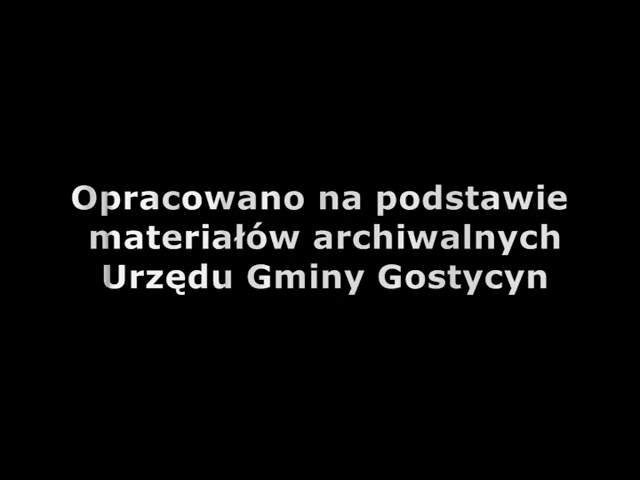 Opracowano na podstawie
materiałów archiwalnych
Urzędu Gminy Gostycyn